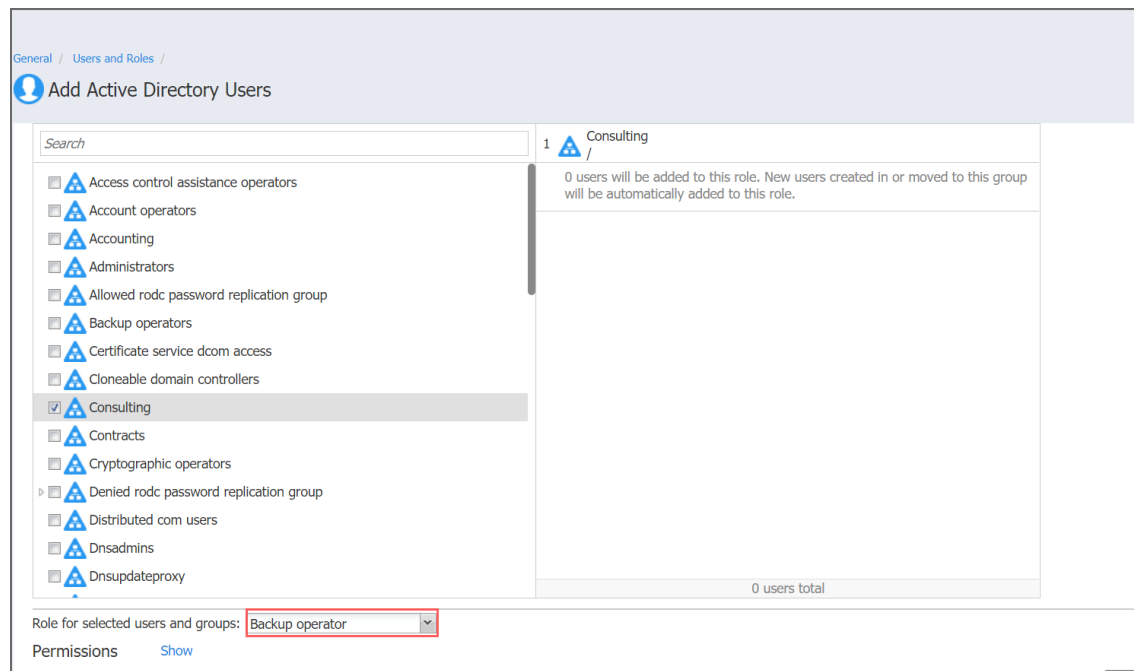 General / Users and Roles /
Add Active Directory Users
Search
Access control assistance operators
Account operators
Accounting
Administrators
Allowed rodc password replication group
Backup operators
Certificate service dcom access
Cloneable domain controllers
Consulting
Contracts
Cryptographic operators
Denied rodc password replication group
Distributed com users
Dnsadmins
Dnsupdateproxy
1 Consulting
/
0 users will be added to this role. New users created in or moved to this group
will be automatically added to this role.
0 users total
Role for selected users and groups: Backup operator
Permissions Show